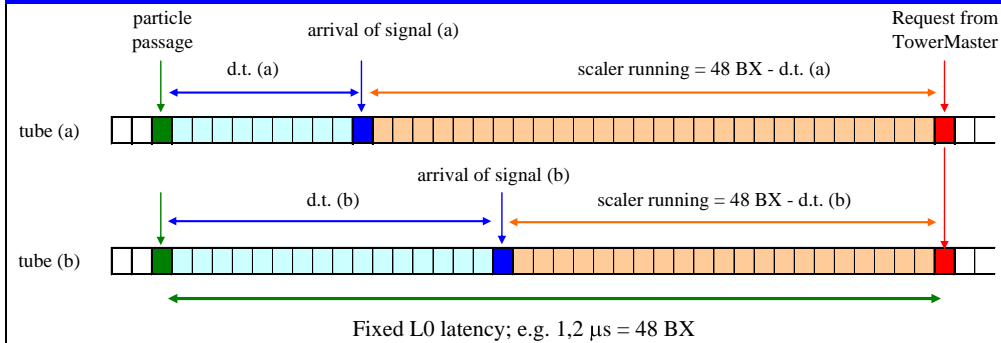 particle
passage
arrival of signal (a)
Request from
TowerMaster
d.t. (a)
scaler running = 48 BX - d.t. (a)
tube (a)
arrival of signal (b)
d.t. (b)
scaler running = 48 BX - d.t. (b)
tube (b)
Fixed L0 latency; e.g. 1,2 μs = 48 BX